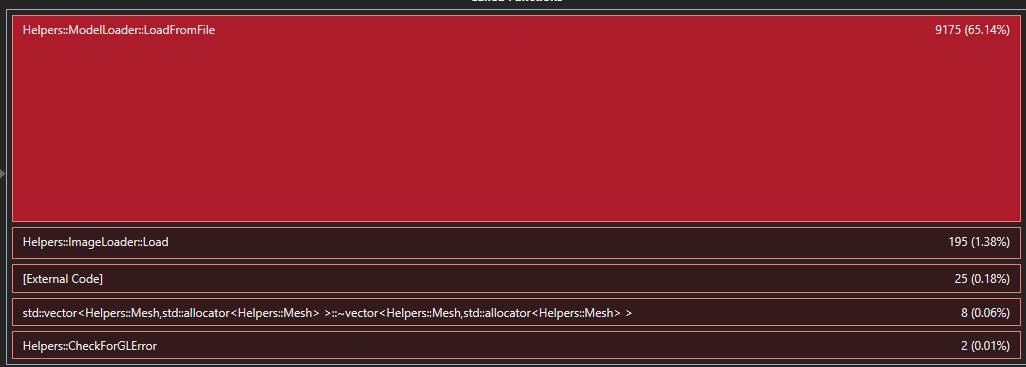 Helpers::ModelLoader::LoadFromFile 9175 (65.14%)
Helpers::ImageLoader::Load 195 (1.38%)
[External Code] 25 (0.18%)
std::vector<Helpers::Mesh,std::allocator<Helpers::Mesh> >::~vector<Helpers::Mesh,std::allocator<Helpers::Mesh> > 8 (0.06%)
Helpers::CheckForGLError 2 (0.01%)